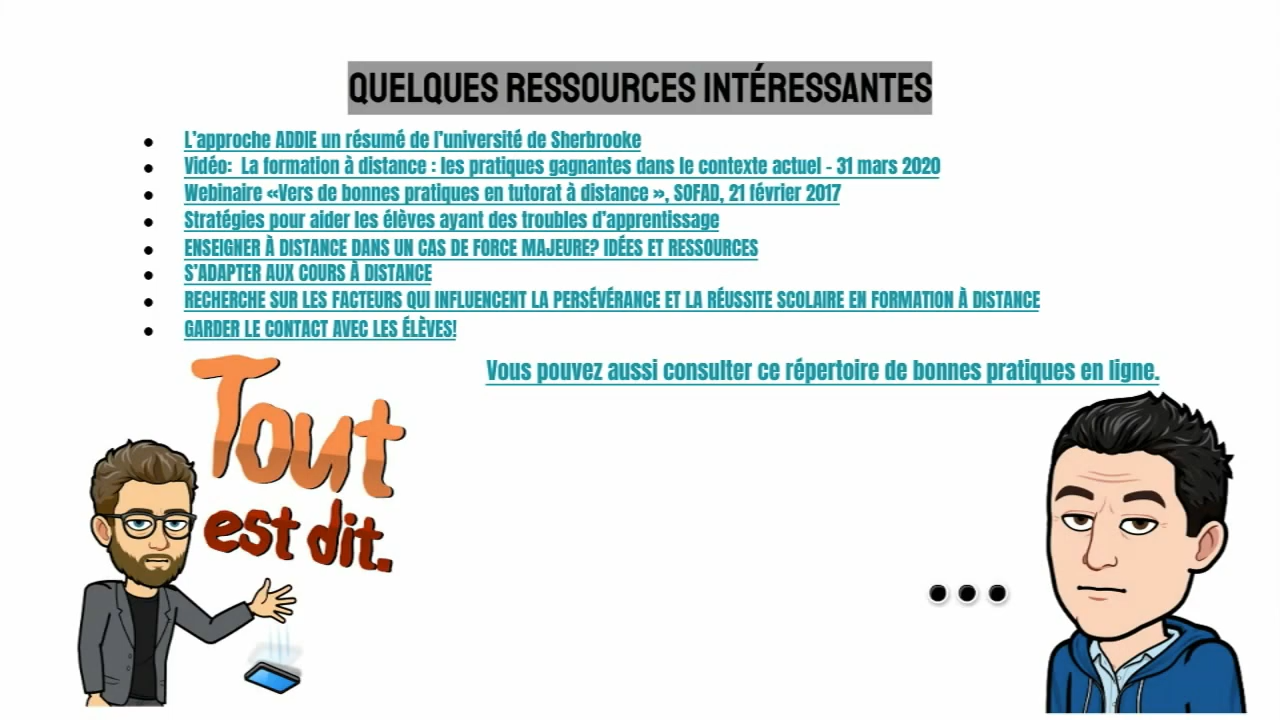 QUELQUES RESSOURCES INTÉRESSANTES
L'approche ADDIE un résumé de l'université de Sherbrooke
Vidéo:  La formation à distance : les pratiques gagnantes dans le contexte actuel - 31 mars 2020
Webinaire «Vers de bonnes pratiques en tutorat à distance », SOFAD, 21 février 2017
Stratégies pour aider les élèves ayant des troubles d'apprentissage
ENSEIGNER À DISTANCE DANS UN CAS DE FORCE MAJEURE? IDÉES ET RESSOURCES
S'ADAPTER AUX COURS À DISTANCE
RECHERCHE SUR LES FACTEURS QUI INFLUENCENT LA PERSÉVÉRANCE ET LA RÉUSSITE SCOLAIRE EN FORMATION À DISTANCE
GARDER LE CONTACT AVEC LES ÉLÈVES!
Vous pouvez aussi consulter ce répertoire de bonnes pratiques en ligne.
Tout
est dit.
...